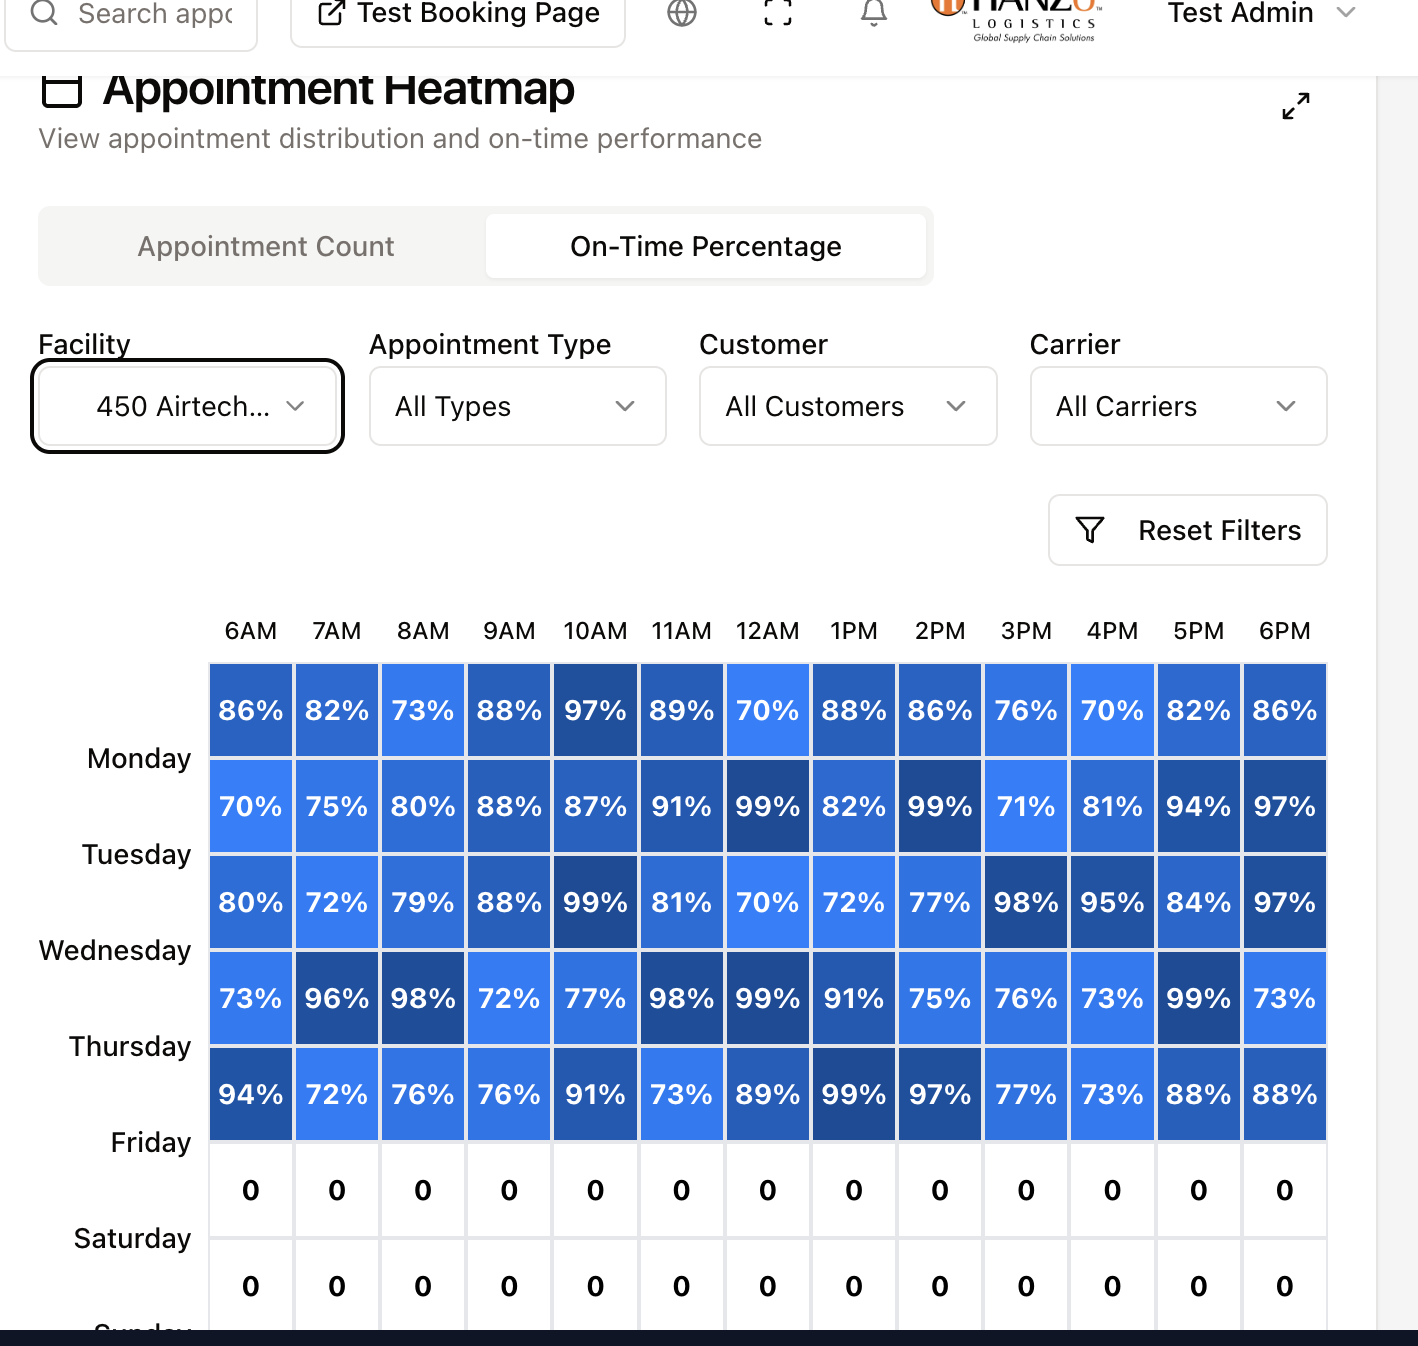 Search appo
Test Booking Page
HANZO
LOGISTICS
Global Supply Chain Solutions
Test Admin
Appointment Heatmap
View appointment distribution and on-time performance
Appointment Count
On-Time Percentage
Facility
Appointment Type
Customer
Carrier
450 Airtech...
All Types
All Customers
All Carriers
Reset Filters
6AM 7AM 8AM 9AM 10AM 11AM 12AM 1PM 2PM 3PM 4PM 5PM 6PM
86% 82% 73% 88% 97% 89% 70% 88% 86% 76% 70% 82% 86%
Monday
70% 75% 80% 88% 87% 91% 99% 82% 99% 71% 81% 94% 97%
Tuesday
80% 72% 79% 88% 99% 81% 70% 72% 77% 98% 95% 84% 97%
Wednesday
73% 96% 98% 72% 77% 98% 99% 91% 75% 76% 73% 99% 73%
Thursday
94% 72% 76% 76% 91% 73% 89% 99% 97% 77% 73% 88% 88%
Friday
0 0 0 0 0 0 0 0 0 0 0 0 0
Saturday
0 0 0 0 0 0 0 0 0 0 0 0 0
Sunday